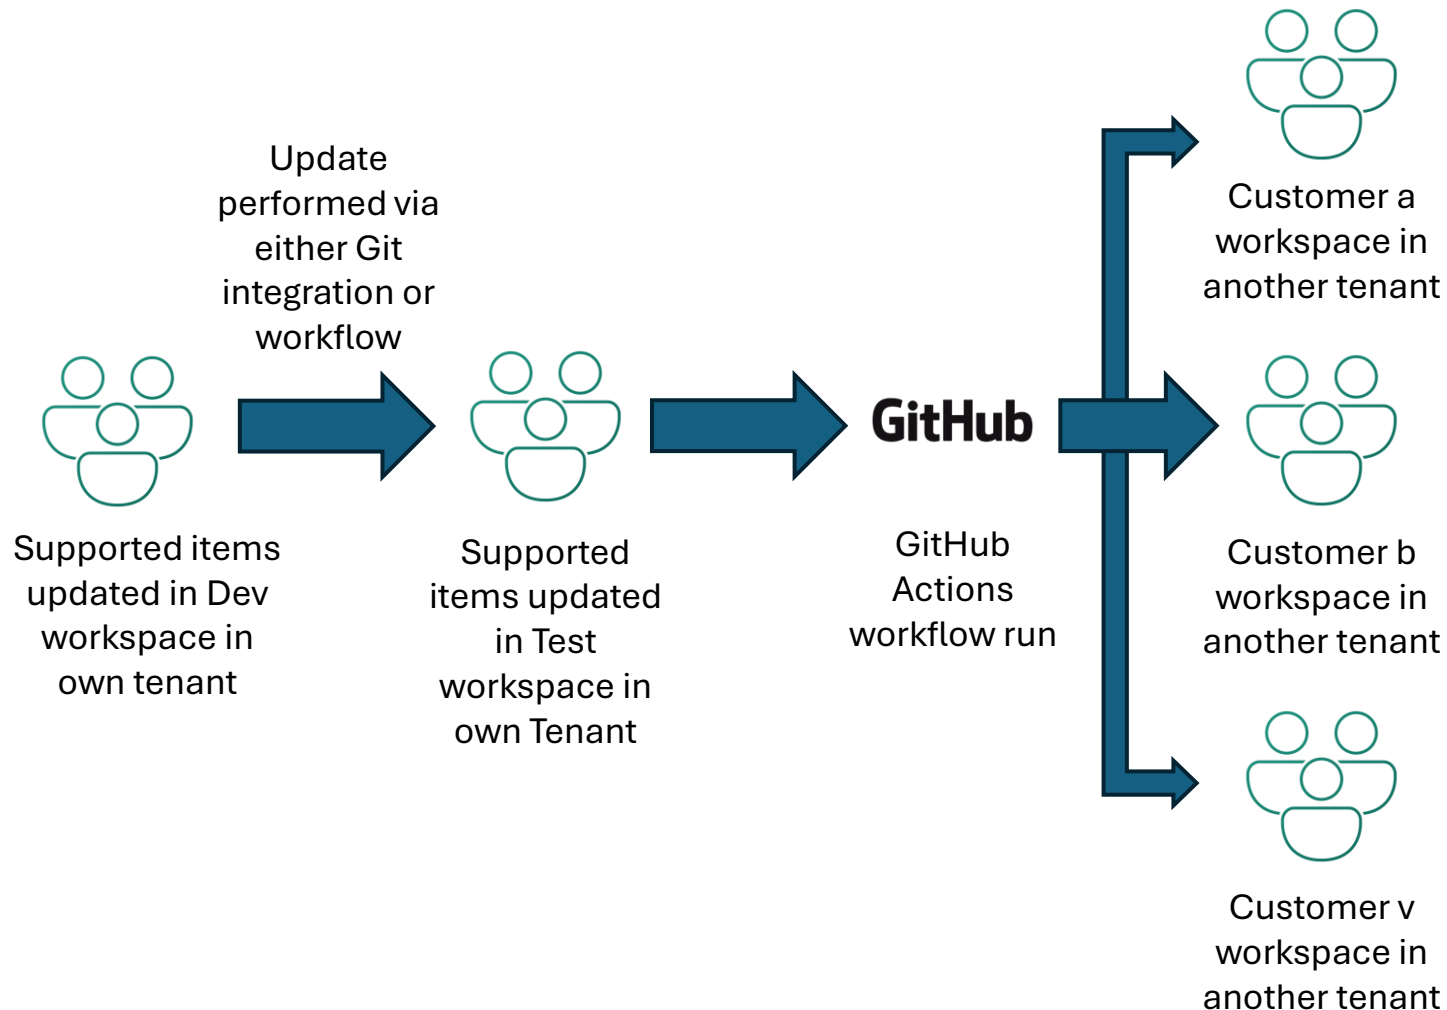 Update
performed via
either Git
integration or
workflow
Supported items
updated in Dev
workspace in
own tenant
Supported
items updated
in Test
workspace in
own Tenant
GitHub
GitHub
Actions
workflow run
Customer a
workspace in
another tenant
Customer b
workspace in
another tenant
Customer v
workspace in
another tenant